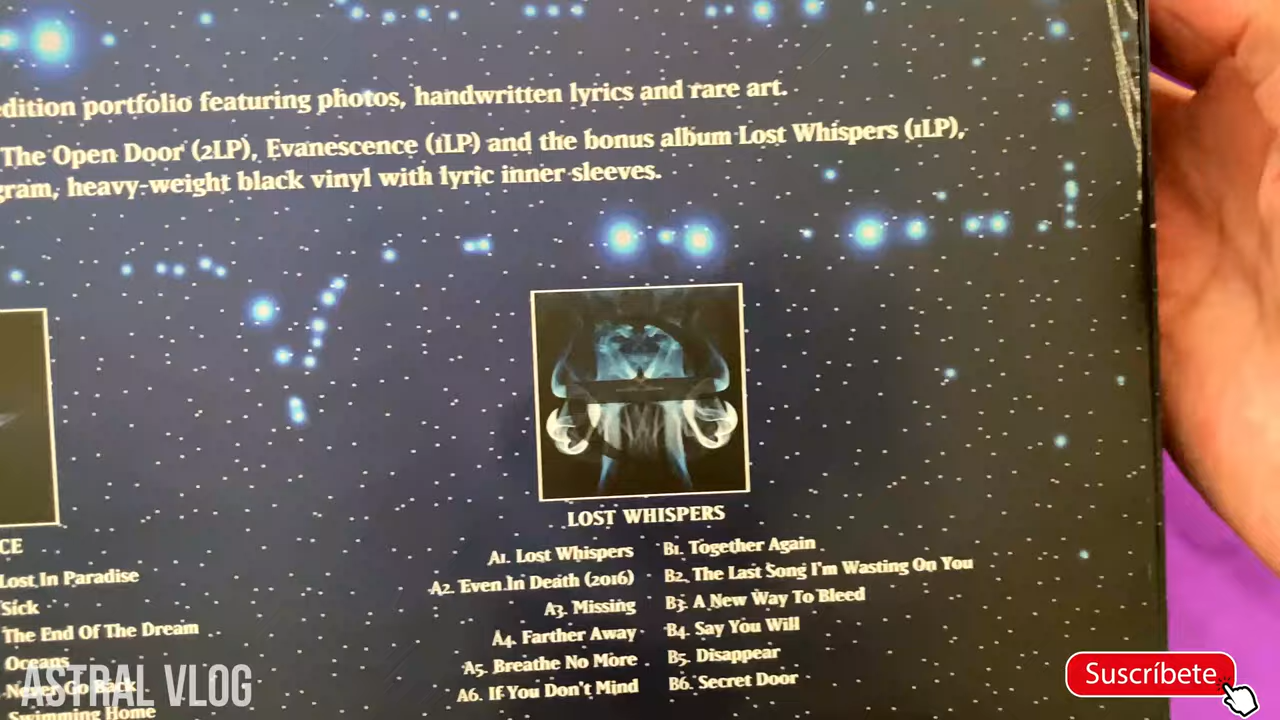 edition portfolio featuring photos, handwritten lyrics and rare art.
The Open Door (2LP), Evanescence (1LP) and the bonus album Lost Whispers (1LP),
gram, heavy-weight black vinyl with lyric inner sleeves.
CE
Lost In Paradise
Sick
The End Of The Dream
Oceans
Never Go Back
Swimming Home
LOST WHISPERS
A1. Lost Whispers
A2. Even In Death (2016)
A3. Missing
A4. Farther Away
A5. Breathe No More
A6. If You Don't Mind
B1. Together Again
B2. The Last Song I'm Wasting On You
B3. A New Way To Bleed
B4. Say You Will
B5. Disappear
B6. Secret Door
ASTRAL VLOG
Suscríbete